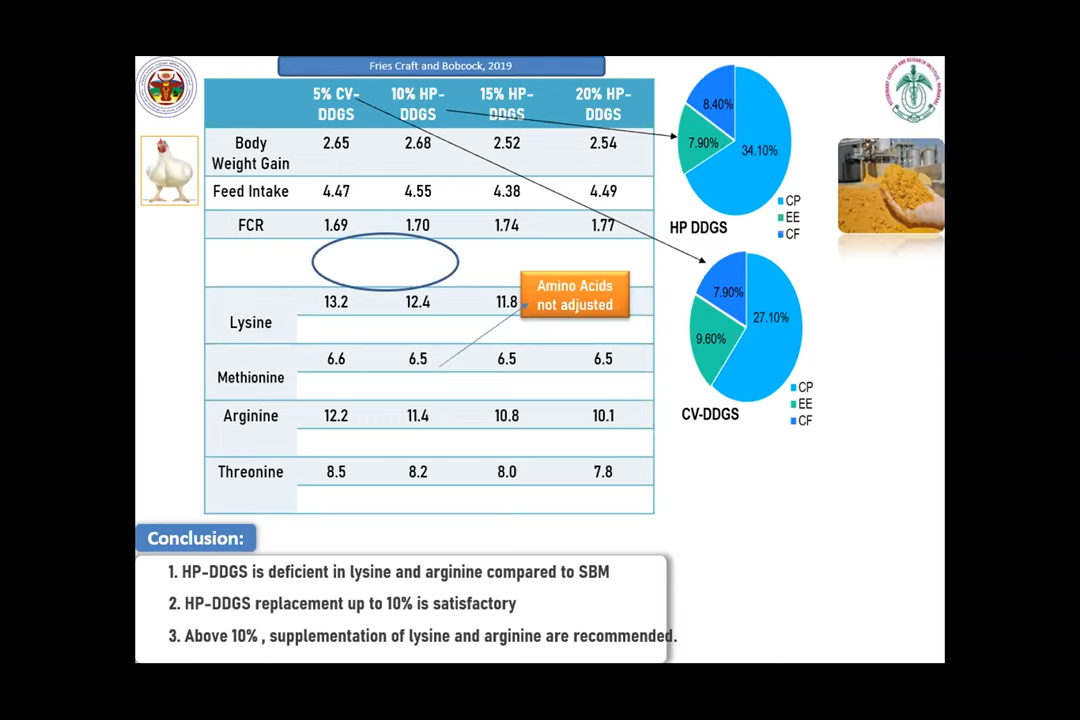 Fries Craft and Bobcock, 2019
5% CV- 10% HP- 15% HP- 20% HP-
DDGS DDGS DDGS DDGS
Body 2.65 2.68 2.52 2.54
Weight Gain
Feed Intake 4.47 4.55 4.38 4.49
FCR 1.69 1.70 1.74 1.77
13.2 12.4 11.8
Lysine
Amino Acids
not adjusted
6.6 6.5 6.5 6.5
Methionine
Arginine 12.2 11.4 10.8 10.1
Threonine 8.5 8.2 8.0 7.8
8.40%
7.90%
34.10%
CP
EE
CF
HP DDGS
7.90%
27.10%
9.60%
CP
EE
CF
CV-DDGS
Conclusion:
1. HP-DDGS is deficient in lysine and arginine compared to SBM
2. HP-DDGS replacement up to 10% is satisfactory
3. Above 10% , supplementation of lysine and arginine are recommended.